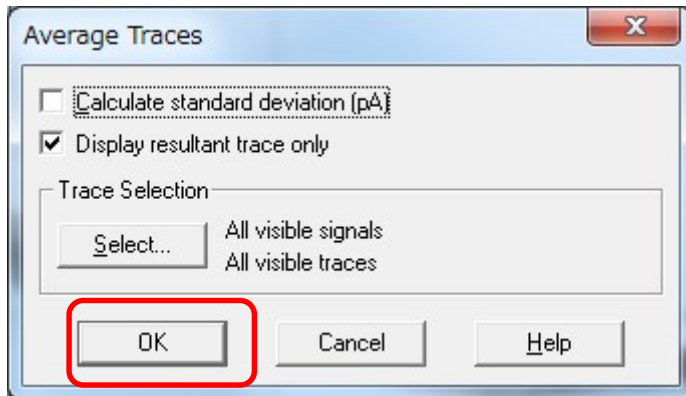 Average Traces
Calculate standard deviation (pA)
Display resultant trace only
Trace Selection
Select...
All visible signals
All visible traces
OK Cancel Help